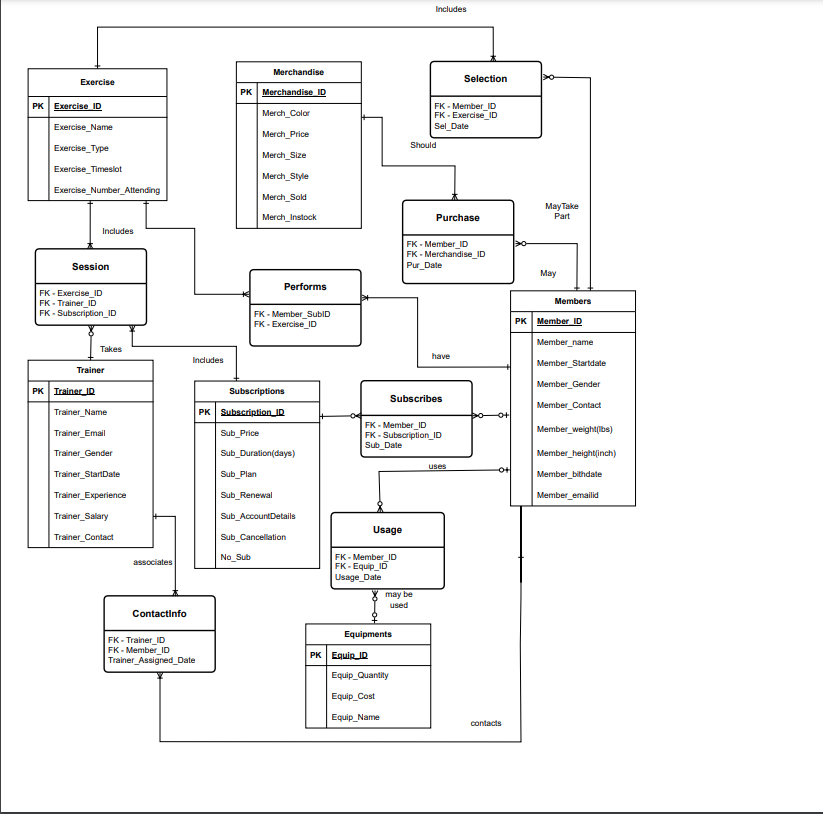 Includes
Exercise
PK Exercise_ID
Exercise_Name
Exercise_Type
Exercise_Timeslot
Exercise_Number_Attending
Merchandise
PK Merchandise_ID
Merch_Color
Merch_Price
Merch_Size
Merch_Style
Merch_Sold
Merch_Instock
Selection
FK - Member_ID
FK - Exercise_ID
Sel_Date
Should
Purchase
FK - Member_ID
FK - Merchandise_ID
Pur_Date
MayTake
Part
May
Includes
Session
FK - Exercise_ID
FK - Trainer_ID
FK - Subscription_ID
Performs
FK - Member_SubID
FK - Exercise_ID
Members
PK Member_ID
Member_name
Member_Startdate
Member_Gender
Member_Contact
Member_weight(lbs)
Member_height(inch)
Member_bithdate
Member_emailid
have
Takes
Includes
Trainer
PK Trainer_ID
Trainer_Name
Trainer_Email
Trainer_Gender
Trainer_StartDate
Trainer_Experience
Trainer_Salary
Trainer_Contact
Subscriptions
PK Subscription_ID
Sub_Price
Sub_Duration(days)
Sub_Plan
Sub_Renewal
Sub_AccountDetails
Sub_Cancellation
No_Sub
Subscribes
FK - Member_ID
FK - Subscription_ID
Sub_Date
uses
Usage
FK - Member_ID
FK - Equip_ID
Usage_Date
associates
may be
used
ContactInfo
FK - Trainer_ID
FK - Member_ID
Trainer_Assigned_Date
Equipments
PK Equip_ID
Equip_Quantity
Equip_Cost
Equip_Name
contacts